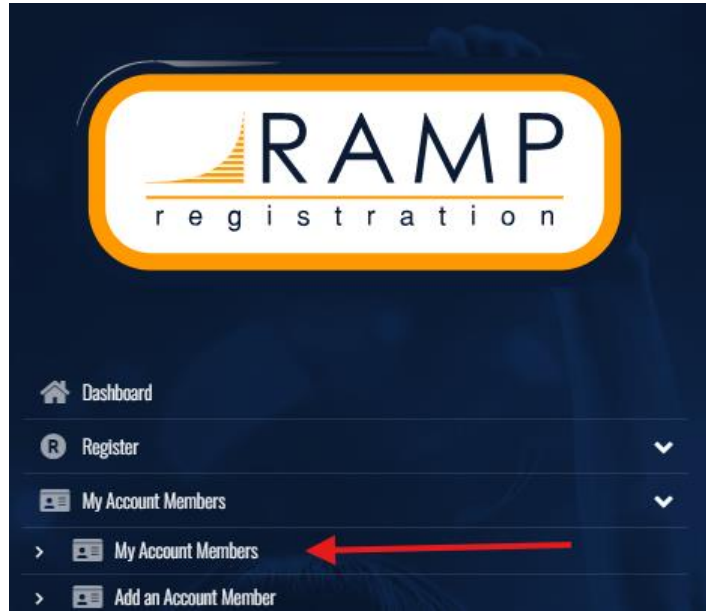 RAMP
registration
Dashboard
R Register
My Account Members
My Account Members
Add an Account Member